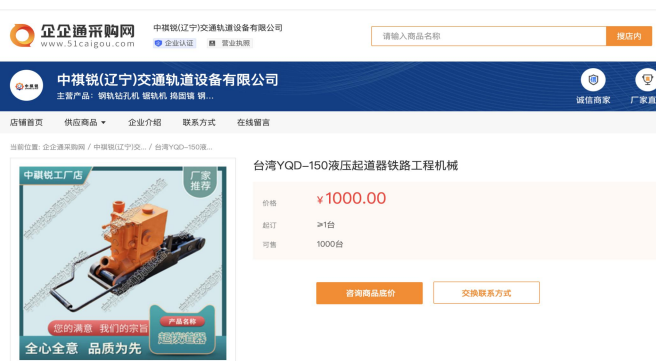 企企通采购网
www.51caigou.com
中祺锐(辽宁)交通轨道设备有限公司
企业认证 营业执照
请输入商品名称
搜店内
中祺锐(辽宁)交通轨道设备有限公司
主营产品：钢轨钻孔机 锯轨机 捣固镐 钢...
诚信商家
厂家直
店铺首页 供应商品 企业介绍 联系方式 在线留言
当前位置: 企企通采购网 / 中祺锐(辽宁)交... / 台湾YQD-150液...
中祺锐工厂店
厂家
推荐
您的满意 我们的宗旨
全心全意 品质为先
产品名称
起拨道器
台湾YQD-150液压起道器铁路工程机械
价格 ¥1000.00
起订 ≥1台
可售 1000台
咨询商品底价
交换联系方式